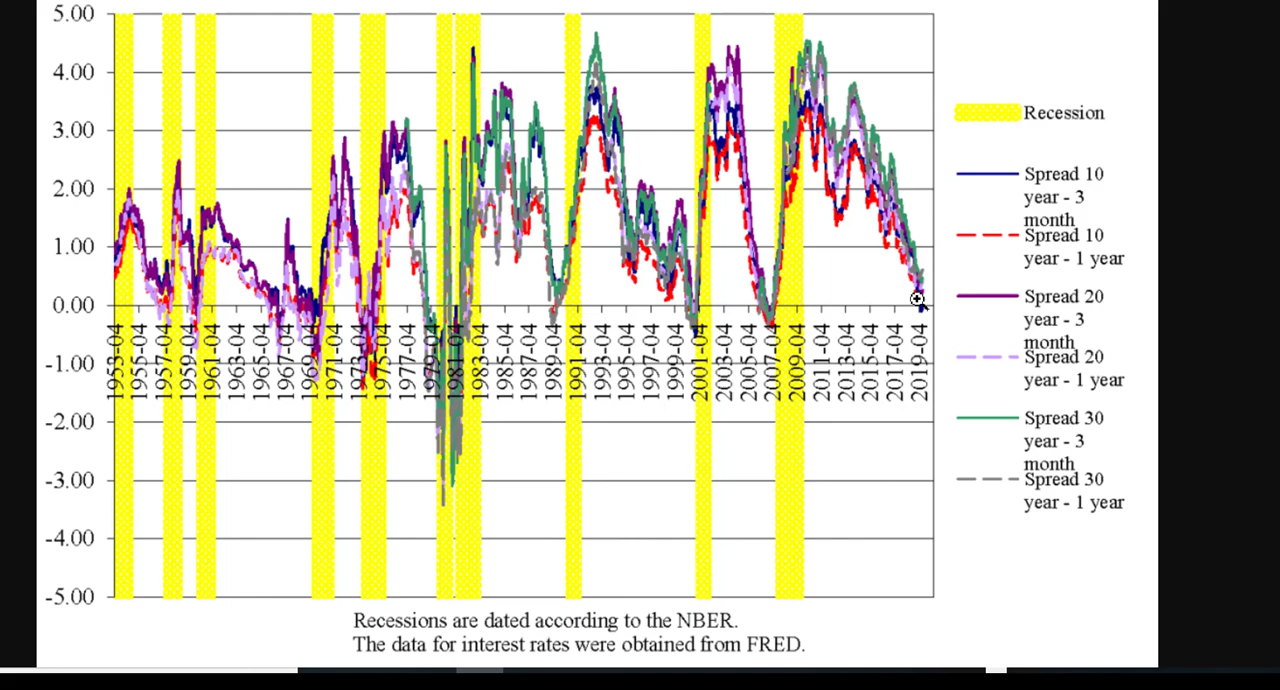 5.00
4.00
3.00
2.00
1.00
0.00
-1.00
-2.00
-3.00
-4.00
-5.00
1953-04
1955-04
1957-04
1959-04
1961-04
1963-04
1965-04
1967-04
1969-04
1971-04
1973-04
1975-04
1977-04
1979-04
1981-04
1983-04
1985-04
1987-04
1989-04
1991-04
1993-04
1995-04
1997-04
1999-04
2001-04
2003-04
2005-04
2007-04
2009-04
2011-04
2013-04
2015-04
2017-04
2019-04
Recession
Spread 10
year - 3
month
Spread 10
year - 1 year
Spread 20
year - 3
month
Spread 20
year - 1 year
Spread 30
year - 3
month
Spread 30
year - 1 year
Recessions are dated according to the NBER.
The data for interest rates were obtained from FRED.